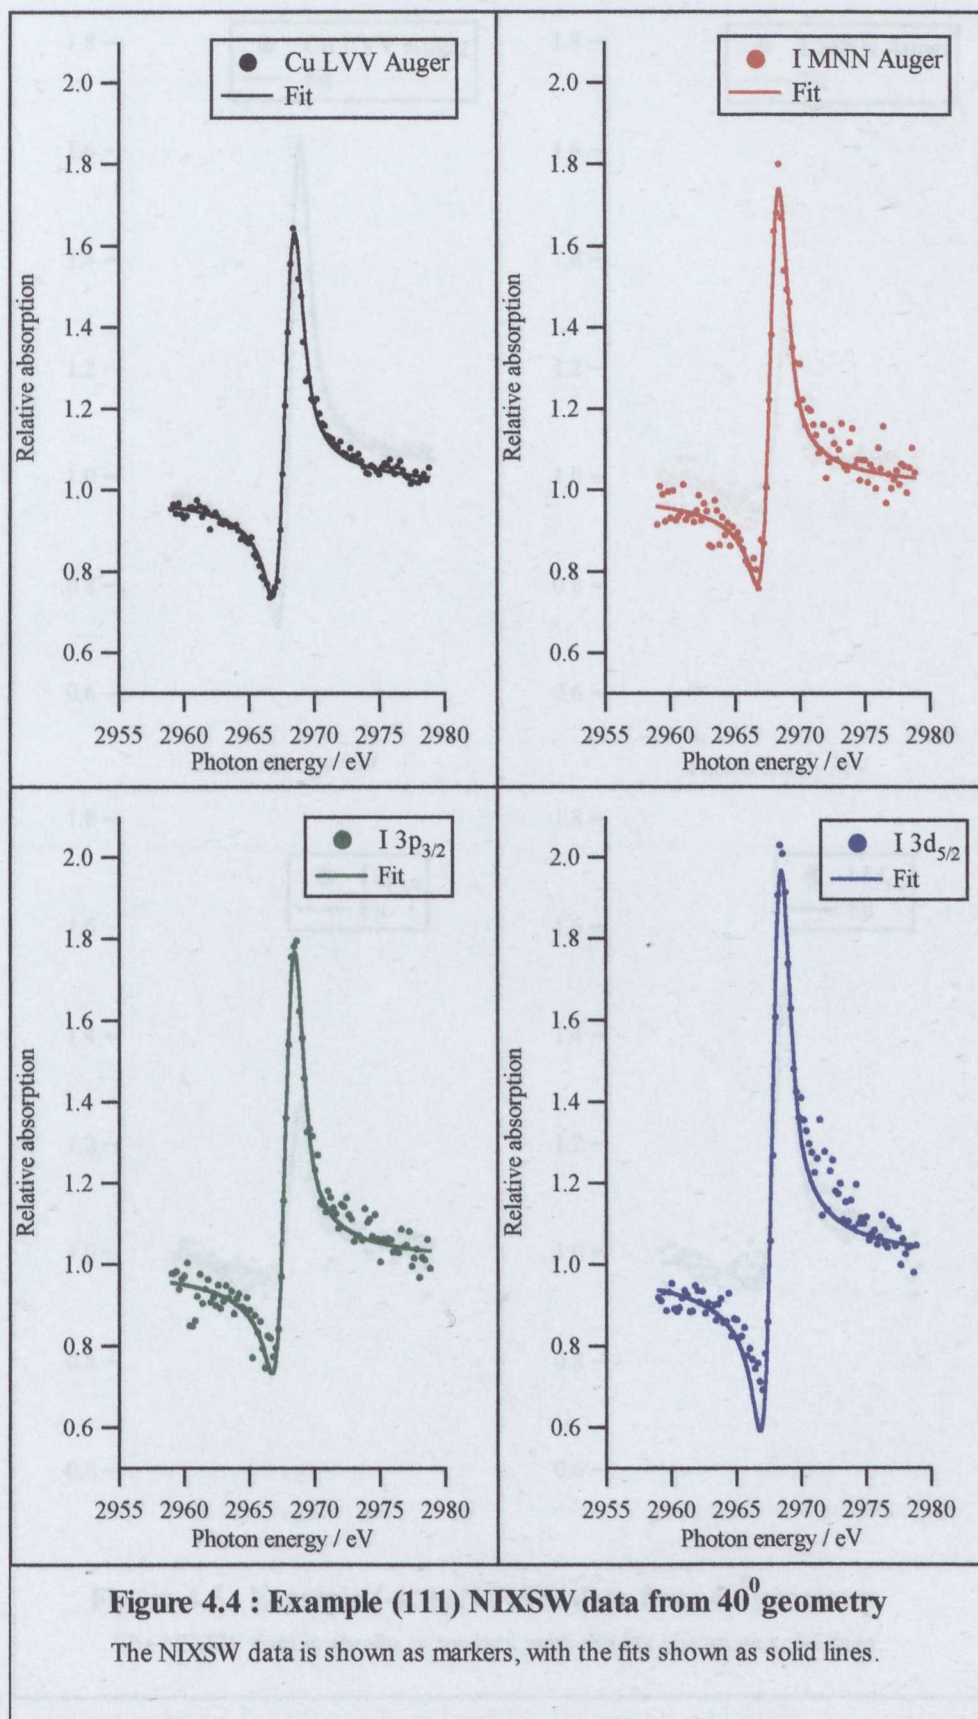 Cu LVV Auger
Fit
2.0
1.8
1.6
1.4
1.2
1.0
0.8
0.6
Relative absorption
2955 2960 2965 2970 2975 2980
Photon energy / eV
I MNN Auger
Fit
2.0
1.8
1.6
1.4
1.2
1.0
0.8
0.6
Relative absorption
2955 2960 2965 2970 2975 2980
Photon energy / eV
I 3p3/2
Fit
2.0
1.8
1.6
1.4
1.2
1.0
0.8
0.6
Relative absorption
2955 2960 2965 2970 2975 2980
Photon energy / eV
I 3d5/2
Fit
2.0
1.8
1.6
1.4
1.2
1.0
0.8
0.6
Relative absorption
2955 2960 2965 2970 2975 2980
Photon energy / eV
Figure 4.4 : Example (111) NIXSW data from 40⁰ geometry
The NIXSW data is shown as markers, with the fits shown as solid lines.